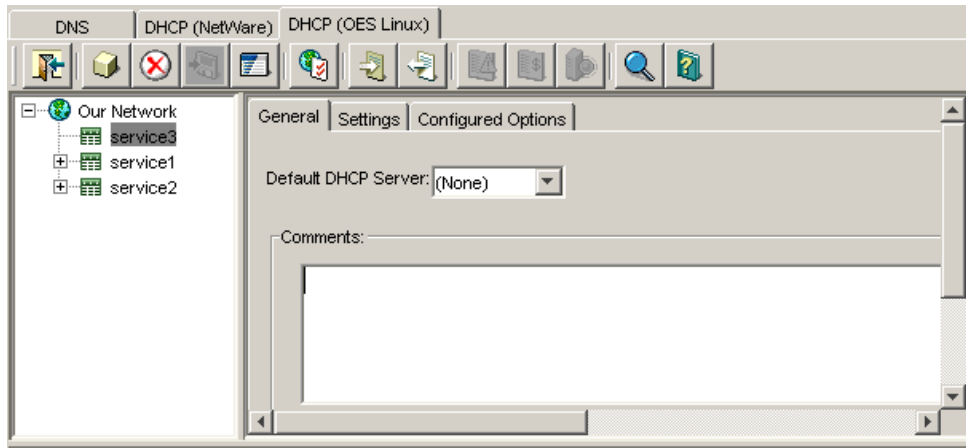 DNS
DHCP (NetWare)
DHCP (OES Linux)
Our Network
service3
service1
service2
General
Settings
Configured Options
Default DHCP Server:
(None)
Comments: